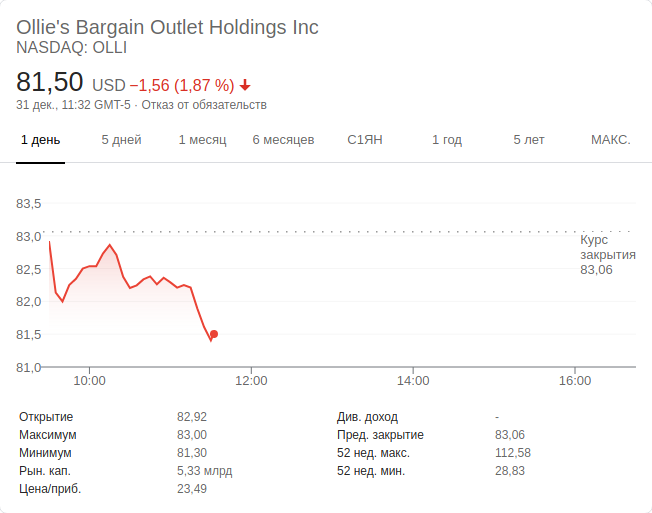 Ollie's Bargain Outlet Holdings Inc
NASDAQ: OLLI
81,50 USD −1,56 (1,87 %)
31 дек., 11:32 GMT-5 · Отказ от обязательств
1 день 5 дней 1 месяц 6 месяцев С1ЯН 1 год 5 лет МАКС.
83,5
83,0
82,5
82,0
81,5
81,0
Курс
закрытия
83,06
10:00 12:00 14:00 16:00
Открытие 82,92 Див. доход -
Максимум 83,00 Пред. закрытие 83,06
Минимум 81,30 52 нед. макс. 112,58
Рын. кап. 5,33 млрд 52 нед. мин. 28,83
Цена/приб. 23,49